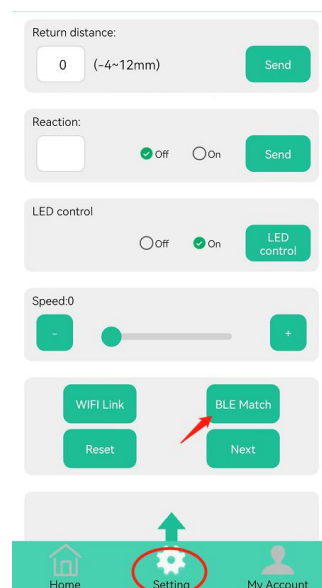 Return distance:
0 (-4~12mm) Send
Reaction:
Off On Send
LED control
Off On LED
control
Speed:0
- +
WIFI Link BLE Match
Reset Next
Home Setting My Account